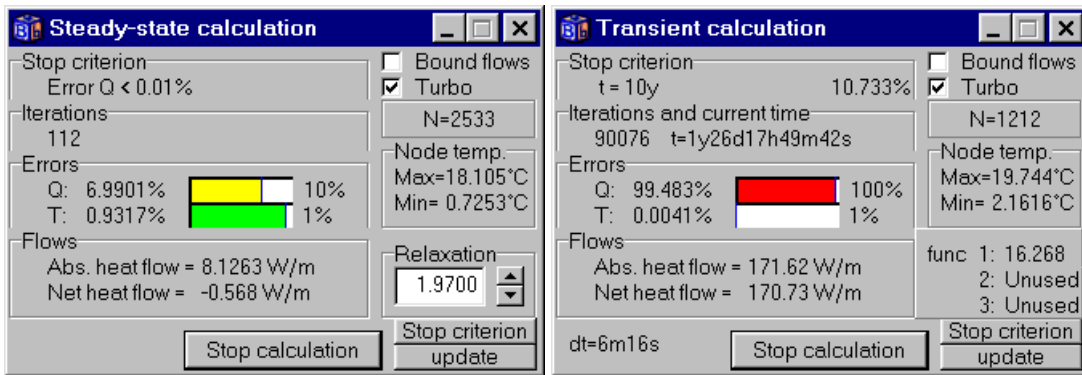 Steady-state calculation
Stop criterion
Error Q < 0.01%
Bound flows
Turbo
Iterations
112
N=2533
Errors
Q: 6.9901% 10%
T: 0.9317% 1%
Node temp.
Max=18.105°C
Min= 0.7253°C
Flows
Abs. heat flow = 8.1263 W/m
Net heat flow = -0.568 W/m
Relaxation
1.9700
Stop calculation
Stop criterion
update
Transient calculation
Stop criterion
t = 10y 10.733%
Bound flows
Turbo
Iterations and current time
90076 t=1y26d17h49m42s
N=1212
Errors
Q: 99.483% 100%
T: 0.0041% 1%
Node temp.
Max=19.744°C
Min= 2.1616°C
Flows
Abs. heat flow = 171.62 W/m
Net heat flow = 170.73 W/m
func 1: 16.268
2: Unused
3: Unused
dt=6m16s
Stop calculation
Stop criterion
update